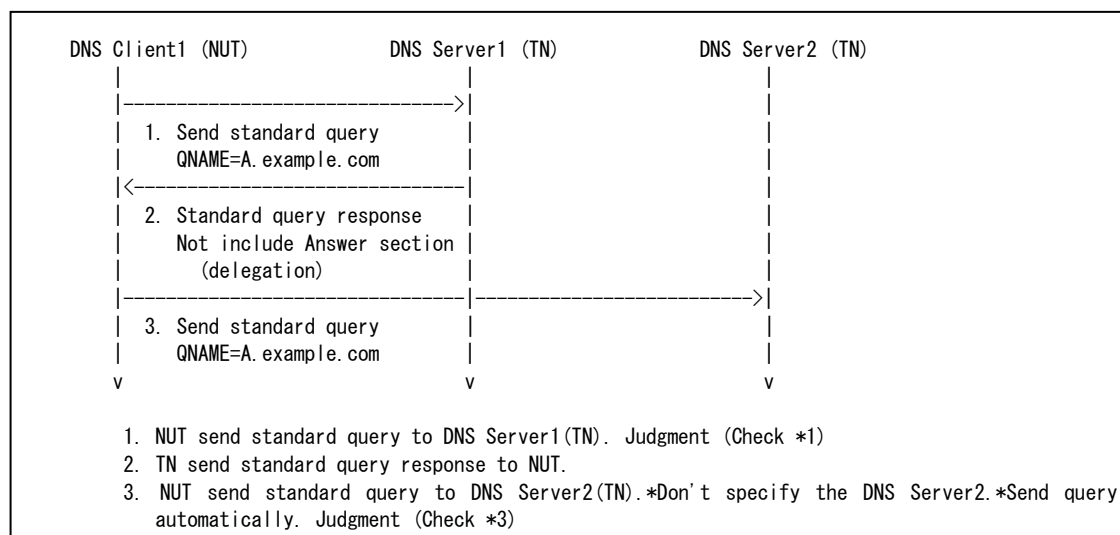 DNS Client1 (NUT) DNS Server1 (TN) DNS Server2 (TN)
1. Send standard query
QNAME=A.example.com
2. Standard query response
Not include Answer section
(delegation)
3. Send standard query
QNAME=A.example.com
1. NUT send standard query to DNS Server1(TN). Judgment (Check *1)
2. TN send standard query response to NUT.
3. NUT send standard query to DNS Server2(TN).*Don't specify the DNS Server2.*Send query
automatically. Judgment (Check *3)